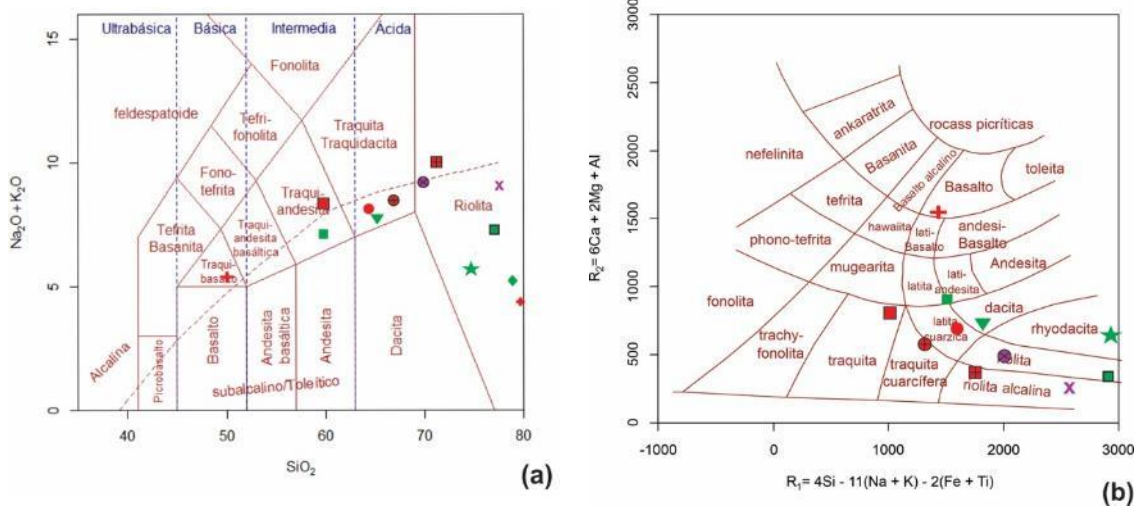 (a)
Ultrabásica
Básica
Intermedia
Ácida
Fonolita
feldespatoide
Tefri-
fonolita
Traquita
Traquidacita
Fono-
tefrita
Traqui-
andesita
Riolita
Tefrita
Basanita
Traqui-
andesita
basáltica
Traqui-
basalto
Alcalina
Picrobasalto
Basalto
Andesita
basáltica
Andesita
Dacita
subalcalino/Toleítico
Na₂O + K₂O
0
5
10
15
40
50
60
70
80
SiO₂
(a)
R₂= 6Ca + 2Mg + Al
0
500
1000
1500
2000
2500
3000
ankaratrita
rocass picríticas
nefelinita
Basanita
Basalto alcalino
toleita
Basalto
tefrita
hawaiita
lati-
Basalto
andesi-
Basalto
phono-tefrita
mugearita
Andesita
latita
lati-
andesita
fonolita
dacita
latita
cuarzica
rhyodacita
trachy-
fonolita
traquita
traquita
cuarcífera
riolita
riolita alcalina
-1000
0
1000
2000
3000
R₁= 4Si - 11(Na + K) - 2(Fe + Ti)
(b)